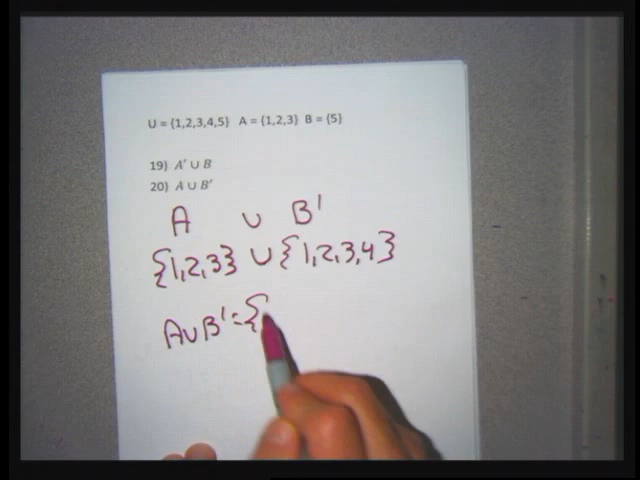 U = {1,2,3,4,5} A = {1,2,3} B = {5}
19) A′ ∪ B
20) A ∪ B′
A ∪ B'
{1,2,3} ∪ {1,2,3,4}
A∪B' = {